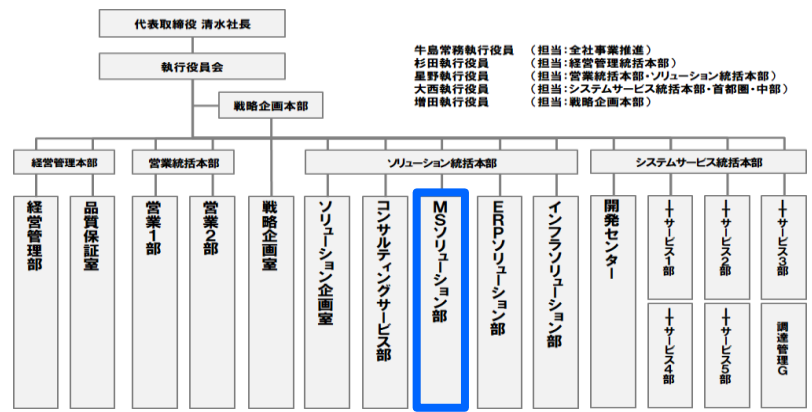 代表取締役 清水社長
執行役員会
戦略企画本部
牛島常務執行役員 (担当:全社事業推進)
杉田執行役員 (担当:経営管理統括本部)
星野執行役員 (担当:営業統括本部・ソリューション統括本部)
大西執行役員 (担当:システムサービス統括本部・首都圏・中部)
増田執行役員 (担当:戦略企画本部)
経営管理本部
営業統括本部
ソリューション統括本部
システムサービス統括本部
経営管理部
品質保証室
営業1部
営業2部
戦略企画室
ソリューション企画室
コンサルティングサービス部
MSソリューション部
ERPソリューション部
インフラソリューション部
開発センター
ITサービス1部
ITサービス2部
ITサービス3部
ITサービス4部
ITサービス5部
調達管理G